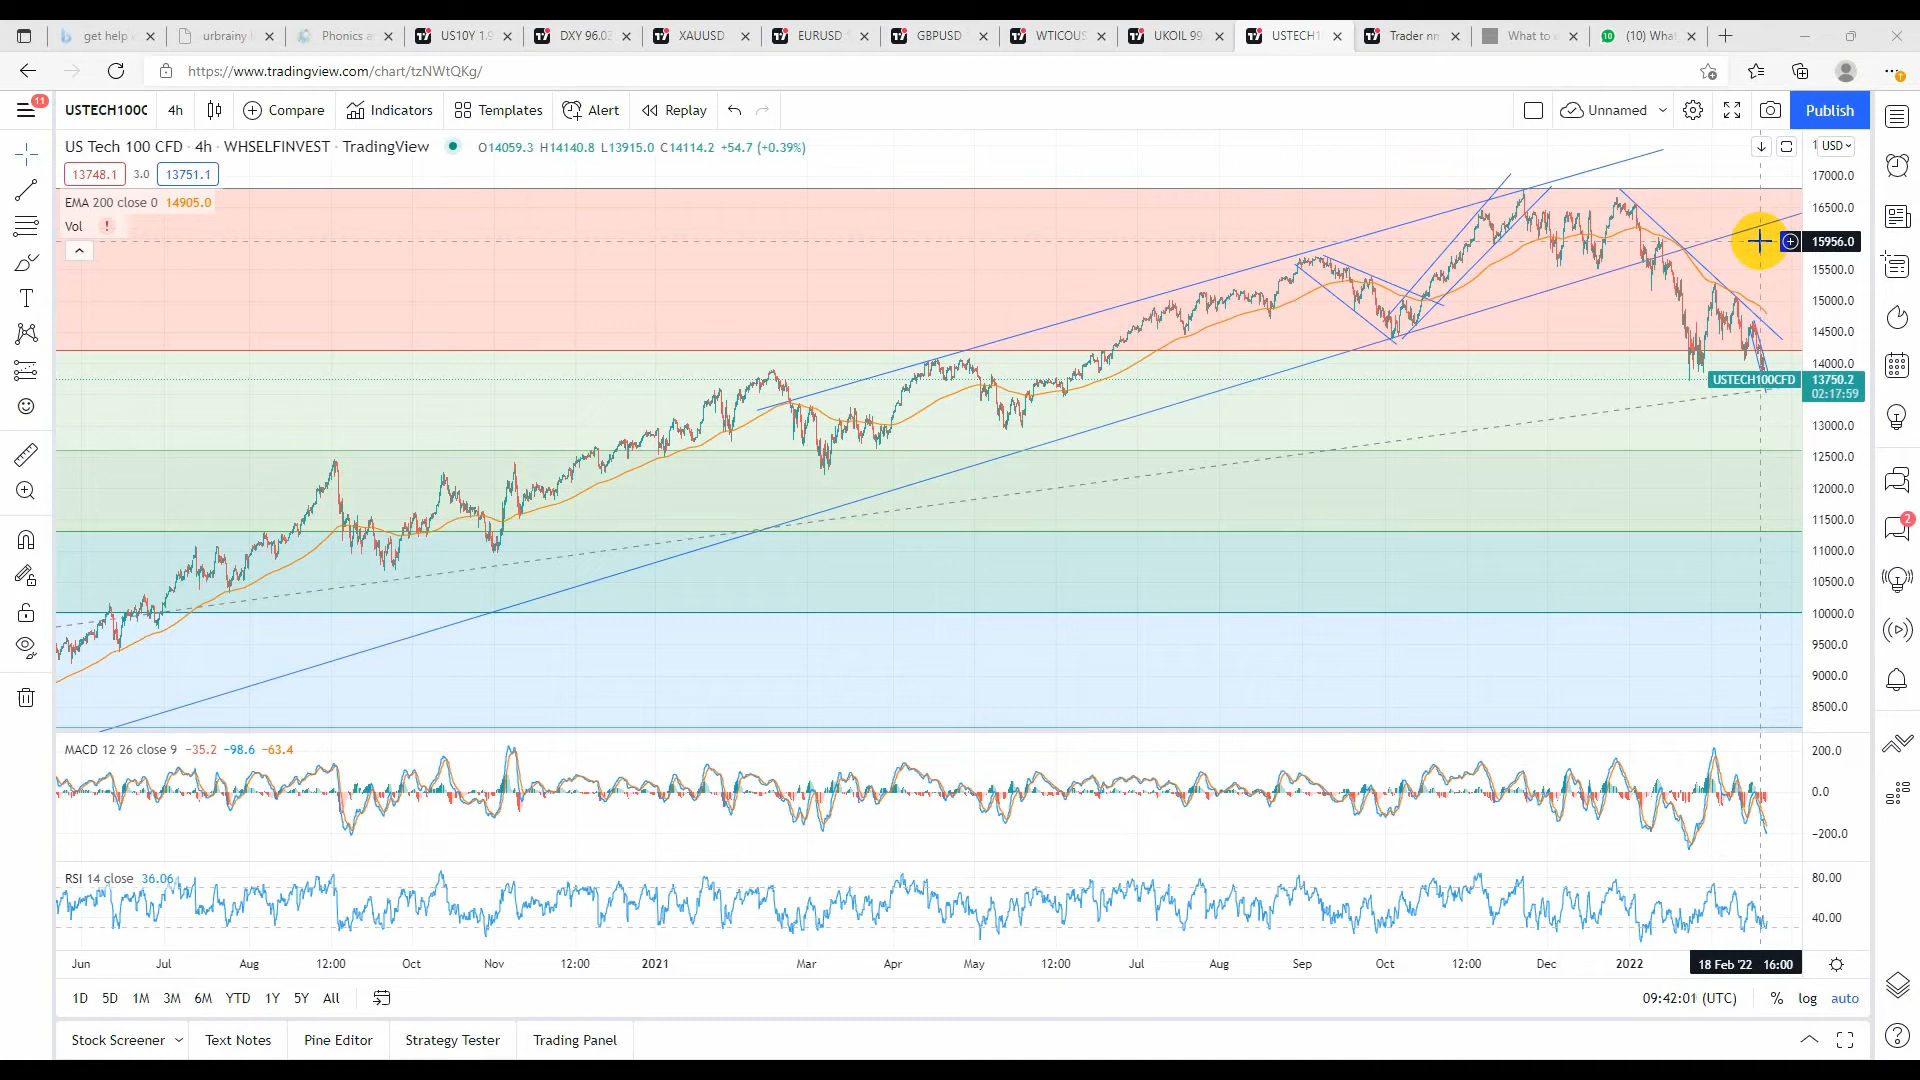 get help
urbrainy
Phonics a
US10Y 1.9
DXY 96.0
XAUUSD
EURUSD 1
GBPUSD
WTICOUS
UKOIL 99
USTECH1
Trader nn
What to
(10) Wha
https://www.tradingview.com/chart/tzNWtQKg/
11
USTECH100C 4h Compare Indicators Templates Alert Replay Unnamed Publish
US Tech 100 CFD · 4h · WHSELFINVEST · TradingView O14059.3 H14140.8 L13915.0 C14114.2 +54.7 (+0.39%)
USD
13748.1 3.0 13751.1
17000.0
EMA 200 close 0 14905.0
16500.0
Vol !
15956.0
15500.0
15000.0
14500.0
14000.0
USTECH100CFD 13750.2
02:17:59
13000.0
12500.0
12000.0
11500.0
11000.0
10500.0
10000.0
9500.0
9000.0
8500.0
2
MACD 12 26 close 9 −35.2 −98.6 −63.4
200.0
0.0
−200.0
RSI 14 close 36.06
80.00
40.00
Jun Jul Aug 12:00 Oct Nov 12:00 2021 Mar Apr May 12:00 Jul Aug Sep Oct 12:00 Dec 2022 18 Feb '22 16:00
1D 5D 1M 3M 6M YTD 1Y 5Y All 09:42:01 (UTC) % log auto
Stock Screener Text Notes Pine Editor Strategy Tester Trading Panel